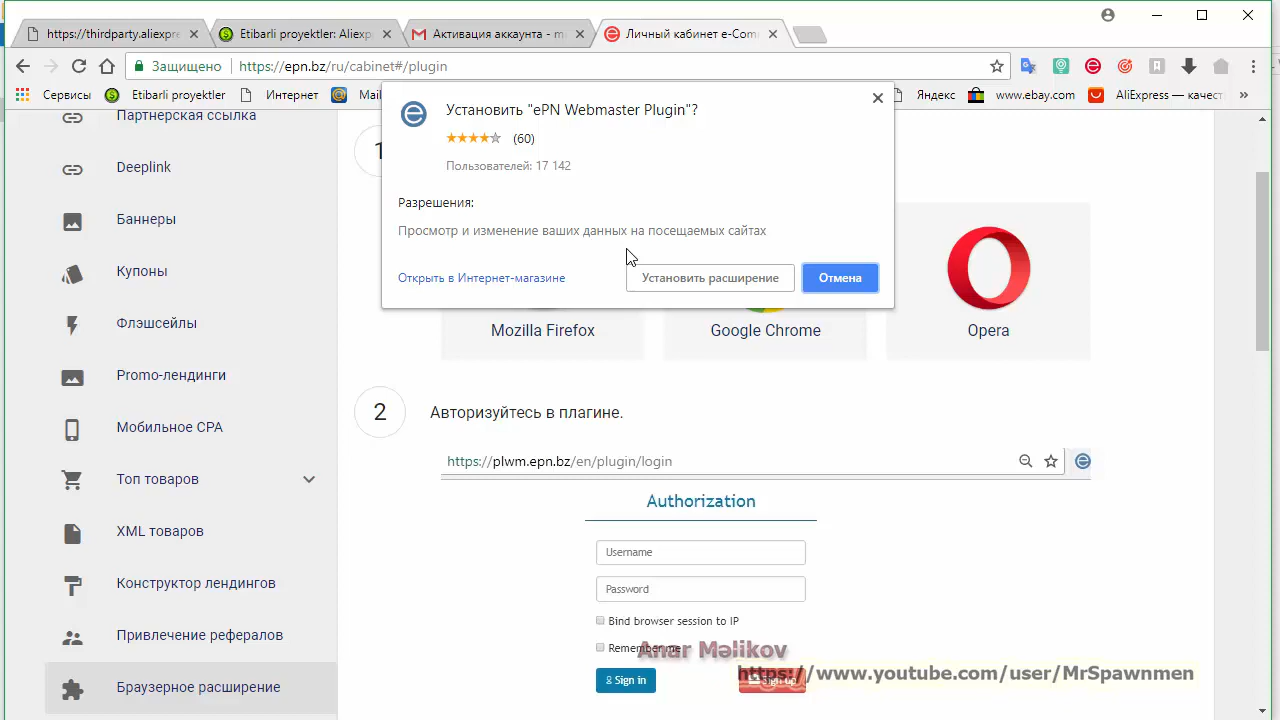 https://thirdparty.aliexpre
Etibarli proyektler: Aliexp
Активация аккаунта - m
Личный кабинет e-Com
Защищено
https://epn.bz/ru/cabinet#/plugin
Сервисы
Etibarli proyektler
Интернет
Mai
Яндекс
www.ebay.com
AliExpress — качест
»
Установить "ePN Webmaster Plugin"?
(60)
Пользователей: 17 142
Разрешения:
Просмотр и изменение ваших данных на посещаемых сайтах
Открыть в Интернет-магазине
Установить расширение
Отмена
Партнерская ссылка
Deeplink
Баннеры
Купоны
Флэшсейлы
Promo-лендинги
Мобильное CPA
Топ товаров
XML товаров
Конструктор лендингов
Привлечение рефералов
Браузерное расширение
1
Mozilla Firefox
Google Chrome
Opera
2
Авторизуйтесь в плагине.
https://plwm.epn.bz/en/plugin/login
Authorization
Username
Password
Bind browser session to IP
Remember me
Anar Məlikov
Sign in
Sign up
https://www.youtube.com/user/MrSpawnmen